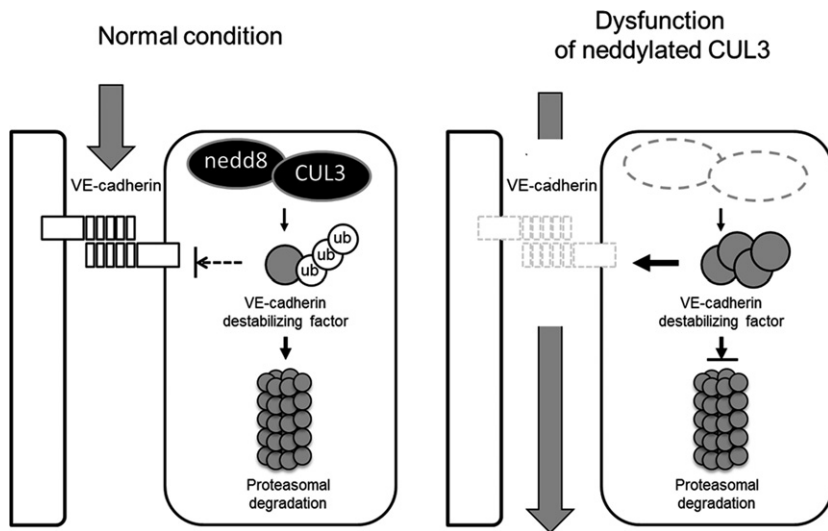 Normal condition
Dysfunction
of neddylated CUL3
nedd8
CUL3
VE-cadherin
ub
ub
ub
VE-cadherin
destabilizing factor
Proteasomal
degradation
VE-cadherin
VE-cadherin
destabilizing factor
Proteasomal
degradation